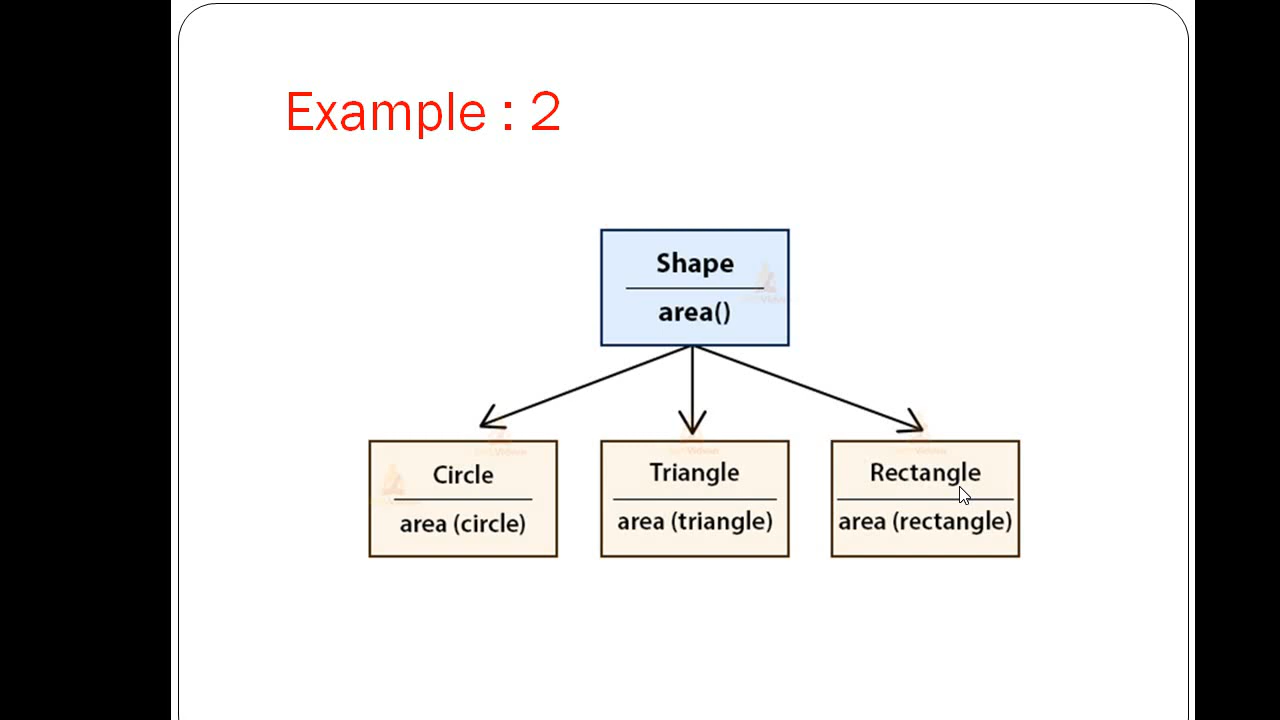 Example : 2
Shape
area()
Circle
area (circle)
Triangle
area (triangle)
Rectangle
area (rectangle)